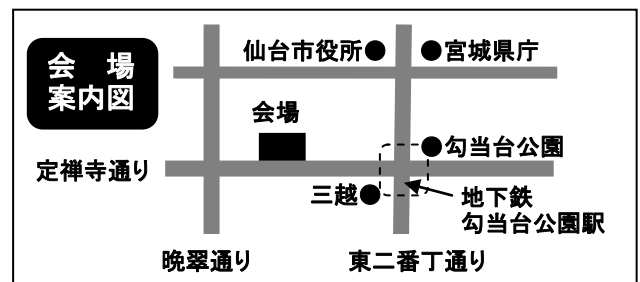 会 場
案内図
仙台市役所●
●宮城県庁
会場
●勾当台公園
定禅寺通り
三越●
地下鉄
勾当台公園駅
晩翠通り
東二番丁通り